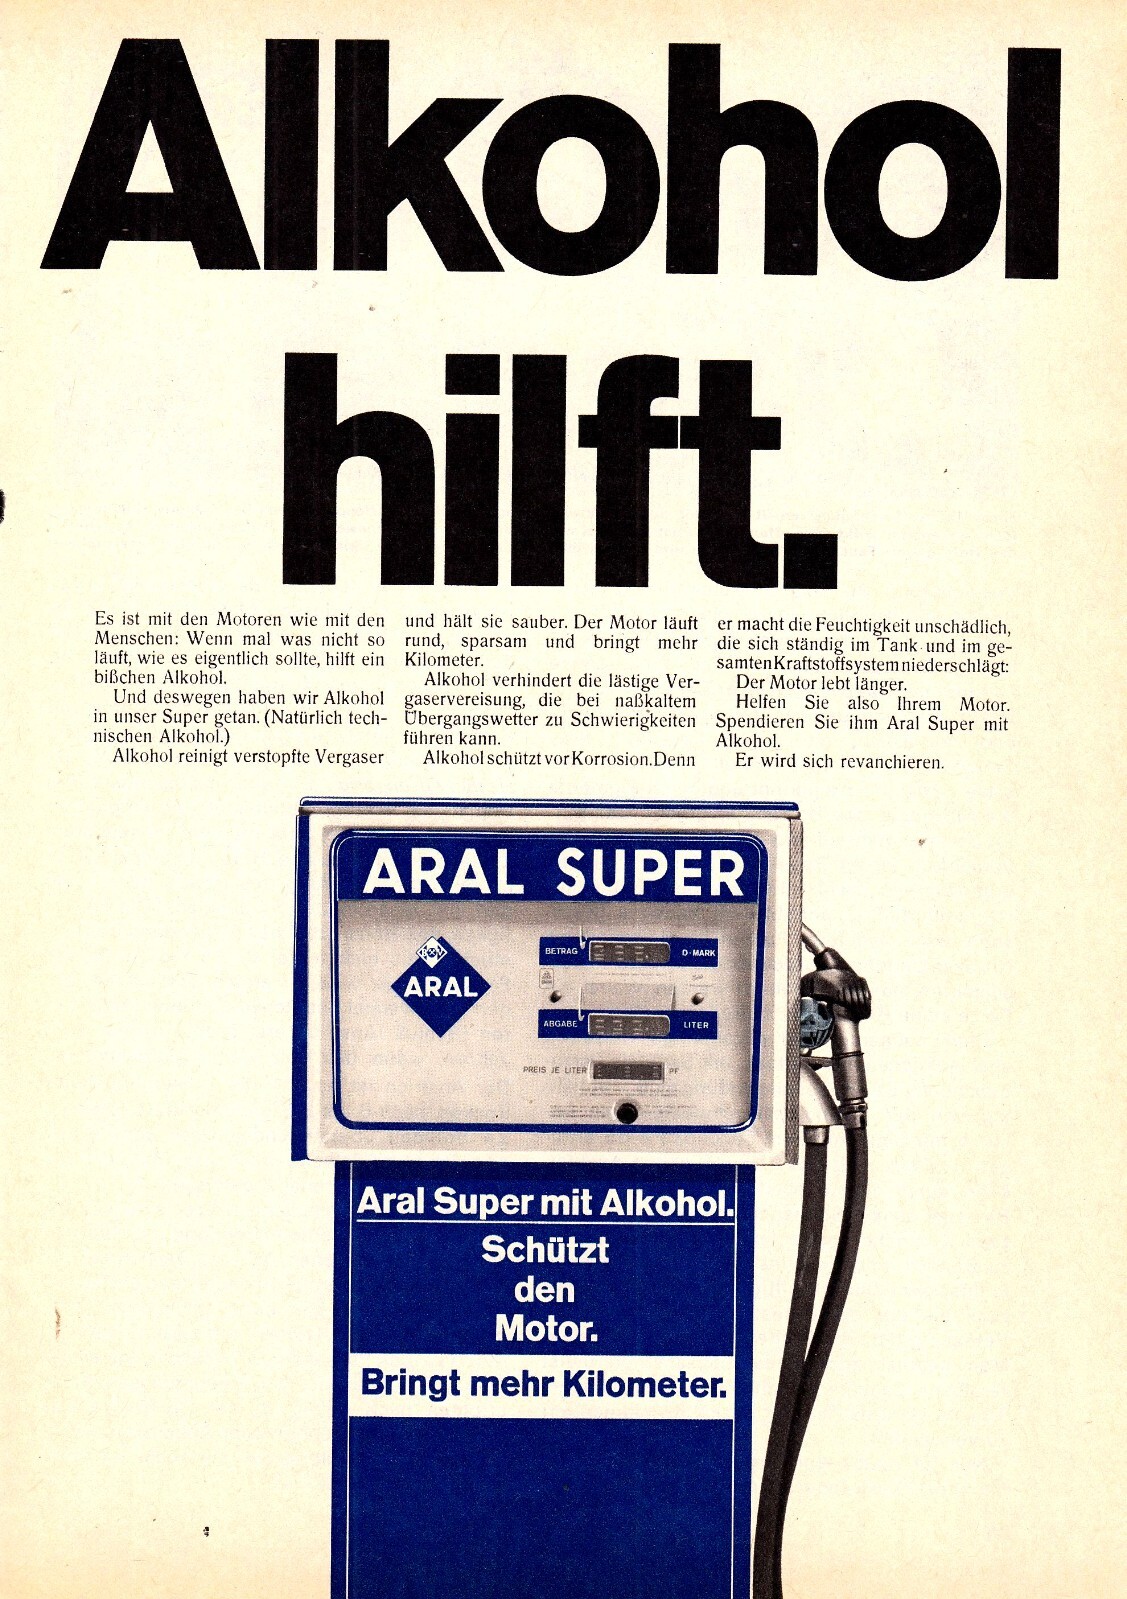 Alkohol
hilft.
Es ist mit den Motoren wie mit den
Menschen: Wenn mal was nicht so
läuft, wie es eigentlich sollte, hilft ein
bißchen Alkohol.
Und deswegen haben wir Alkohol
in unser Super getan. (Natürlich tech-
nischen Alkohol.)
Alkohol reinigt verstopfte Vergaser
und hält sie sauber. Der Motor läuft
rund, sparsam und bringt mehr
Kilometer.
Alkohol verhindert die lästige Ver-
gaservereisung, die bei naßkaltem
Übergangswetter zu Schwierigkeiten
führen kann.
Alkohol schützt vor Korrosion. Denn
er macht die Feuchtigkeit unschädlich,
die sich ständig im Tank und im ge-
samten Kraftstoffsystem niederschlägt:
Der Motor lebt länger.
Helfen Sie also Ihrem Motor.
Spendieren Sie ihm Aral Super mit
Alkohol.
Er wird sich revanchieren.
ARAL SUPER
BETRAG D-MARK
ARAL
ABGABE LITER
PREIS JE LITER PF
Aral Super mit Alkohol.
Schützt
den
Motor.
Bringt mehr Kilometer.